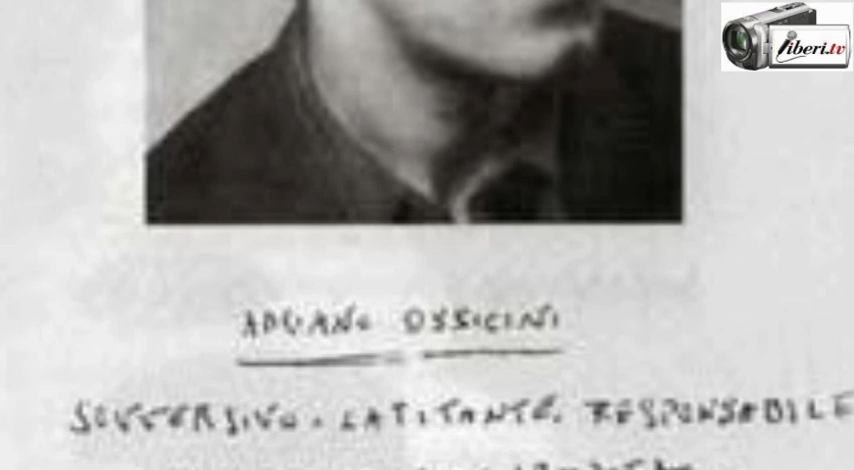 liberi.tv
ADRIANO OSSICINI
SOVVERSIVO. LATITANTE. RESPONSABILE